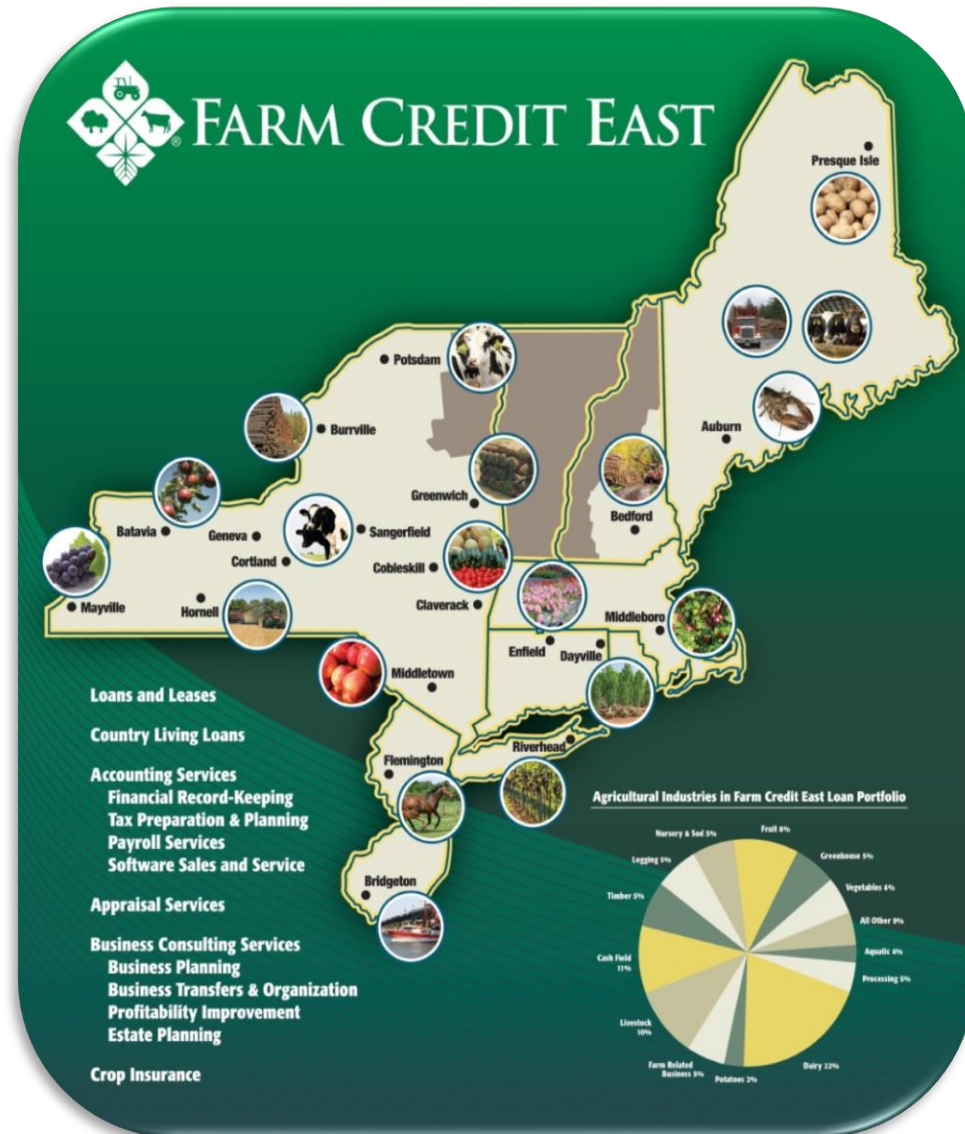 FARM CREDIT EAST
Presque Isle
Potsdam
Burrville
Auburn
Greenwich
Bedford
Batavia
Geneva
Sangerfield
Cortland
Cobleskill
Mayville
Hornell
Claverack
Middleboro
Enfield
Dayville
Middletown
Riverhead
Flemington
Bridgeton
Loans and Leases
Country Living Loans
Accounting Services
Financial Record-Keeping
Tax Preparation & Planning
Payroll Services
Software Sales and Service
Appraisal Services
Business Consulting Services
Business Planning
Business Transfers & Organization
Profitability Improvement
Estate Planning
Crop Insurance
Agricultural Industries in Farm Credit East Loan Portfolio
Fruit 8%
Nursery & Sod 5%
Greenhouse 5%
Logging 5%
Vegetables 4%
Timber 5%
All Other 9%
Aquatic 4%
Cash Field
11%
Processing 5%
Livestock
10%
Farm Related
Business 5%
Potatoes 2%
Dairy 22%